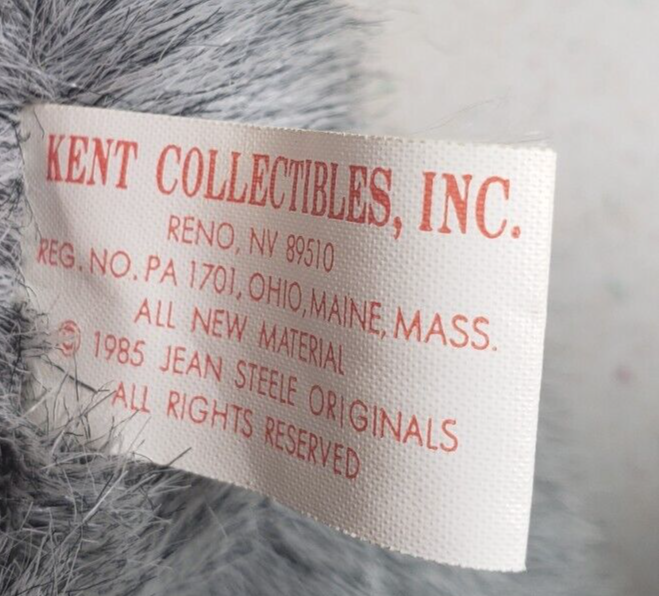 KENT COLLECTIBLES, INC.
RENO, NV 89510
REG. NO. PA 1701, OHIO, MAINE, MASS.
ALL NEW MATERIAL
© 1985 JEAN STEELE ORIGINALS
ALL RIGHTS RESERVED